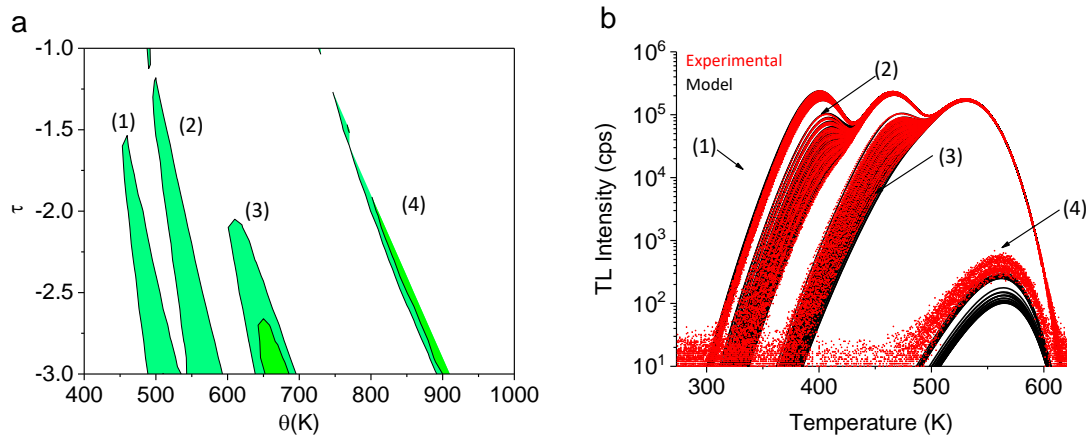 a
-1.0
-1.5
-2.0
-2.5
-3.0
τ
400 500 600 700 800 900 1000
θ(K)
(1)
(2)
(3)
(4)
b
10⁶
10⁵
10⁴
10³
10²
10¹
TL Intensity (cps)
300 400 500 600
Temperature (K)
Experimental
Model
(1)
(2)
(3)
(4)